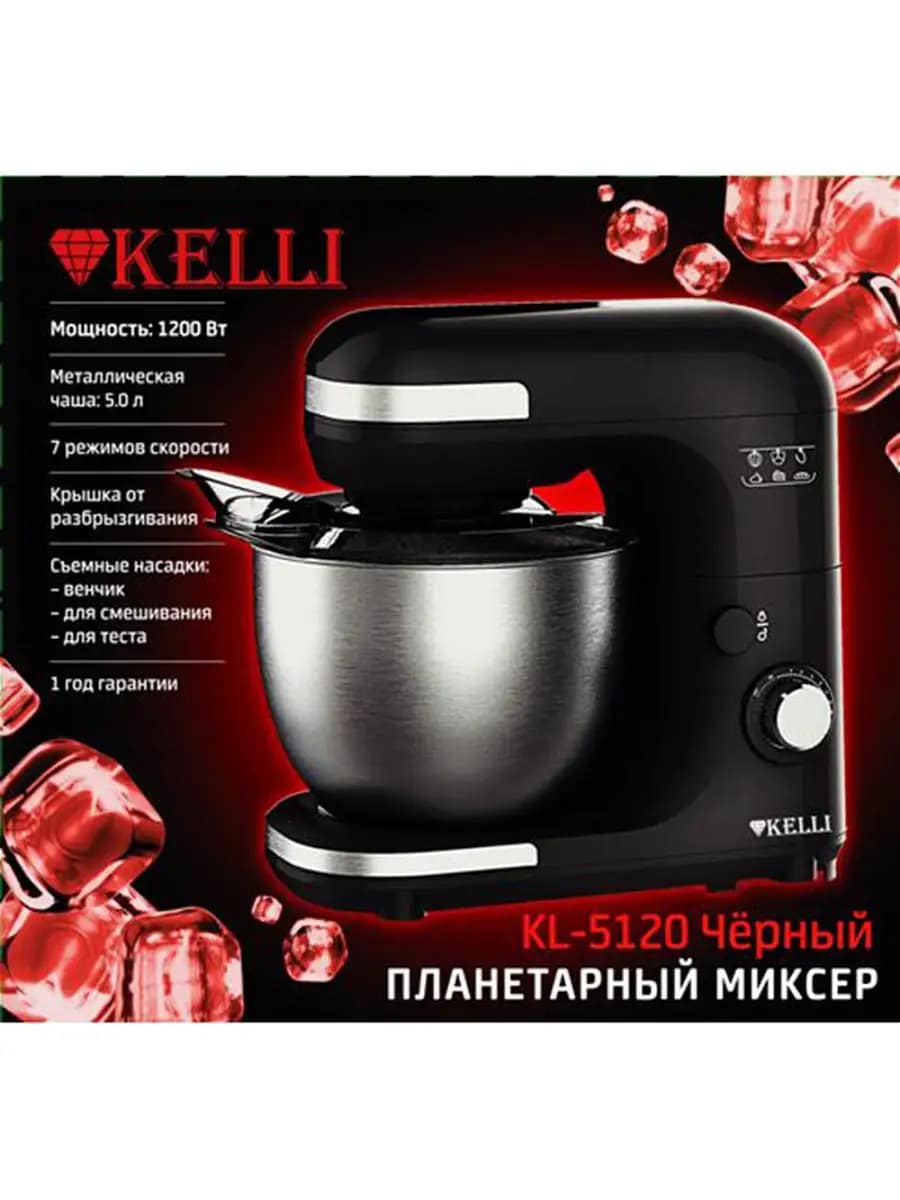 KELLI
Мощность: 1200 Вт
Металлическая
чаша: 5.0 л
7 режимов скорости
Крышка от
разбрызгивания
Съемные насадки:
- венчик
- для смешивания
- для теста
1 год гарантии
KELLI
KL-5120 Чёрный
ПЛАНЕТАРНЫЙ МИКСЕР